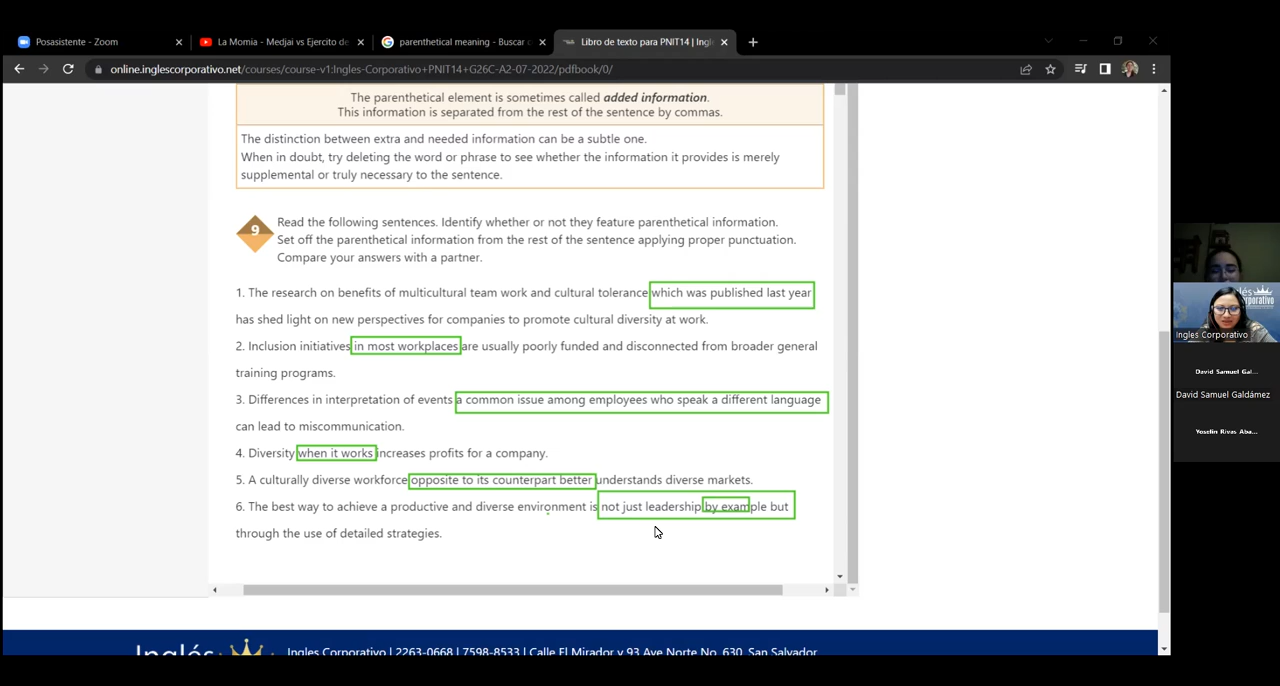 Posasistente - Zoom
La Momia - Medjai vs Ejercito de
parenthetical meaning - Buscar c
Libro de texto para PNIT14 | Ingl
online.inglescorporativo.net/courses/course-v1:Ingles-Corporativo+PNIT14+G26C-A2-07-2022/pdfbook/0/
The parenthetical element is sometimes called added information.
This information is separated from the rest of the sentence by commas.
The distinction between extra and needed information can be a subtle one.
When in doubt, try deleting the word or phrase to see whether the information it provides is merely
supplemental or truly necessary to the sentence.
9
Read the following sentences. Identify whether or not they feature parenthetical information.
Set off the parenthetical information from the rest of the sentence applying proper punctuation.
Compare your answers with a partner.
1. The research on benefits of multicultural team work and cultural tolerance which was published last year
has shed light on new perspectives for companies to promote cultural diversity at work.
2. Inclusion initiatives in most workplaces are usually poorly funded and disconnected from broader general
training programs.
3. Differences in interpretation of events a common issue among employees who speak a different language
can lead to miscommunication.
4. Diversity when it works increases profits for a company.
5. A culturally diverse workforce opposite to its counterpart better understands diverse markets.
6. The best way to achieve a productive and diverse environment is not just leadership by example but
through the use of detailed strategies.
Inglés
Ingles Corporativo | 2263-0668 | 7598-8533 | Calle El Mirador y 93 Ave Norte No. 630, San Salvador
Ingles Corporativo
David Samuel Gal...
David Samuel Galdámez
Yoselin Rivas Aba...